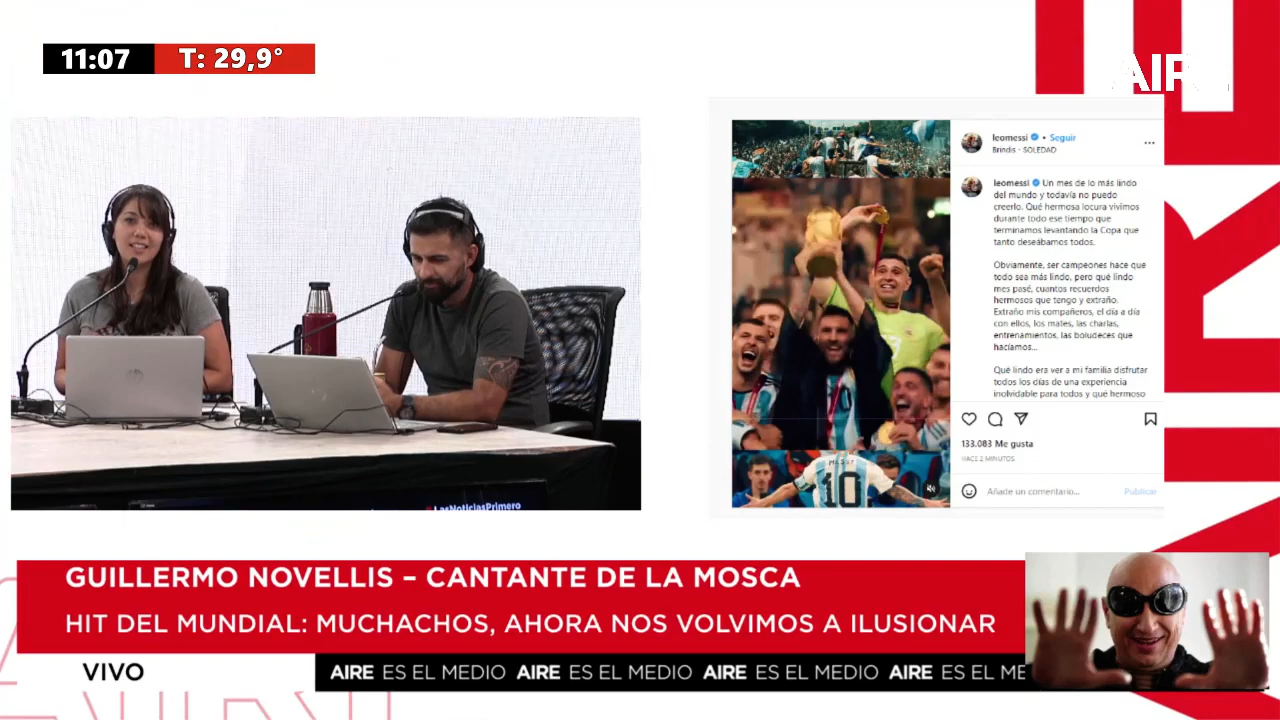 11:07
T: 29,9°
AIRE
leomessi • Seguir
Brindis - SOLEDAD
leomessi Un mes de lo más lindo
del mundo y todavía no puedo
creerlo. Qué hermosa locura vivimos
durante todo ese tiempo que
terminamos levantando la Copa que
tanto deseábamos todos.
Obviamente, ser campeones hace que
todo sea más lindo, pero qué lindo
mes pasé, cuantos recuerdos
hermosos que tengo y extraño.
Extraño mis compañeros, el día a día
con ellos, los mates, las charlas,
entrenamientos, las boludeces que
hacíamos...
Qué lindo era ver a mi familia disfrutar
todos los días de una experiencia
inolvidable para todos y qué hermoso
133.083 Me gusta
HACE 2 MINUTOS
Añade un comentario... Publicar
MESSI
10
#LasNoticiasPrimero
GUILLERMO NOVELLIS – CANTANTE DE LA MOSCA
HIT DEL MUNDIAL: MUCHACHOS, AHORA NOS VOLVIMOS A ILUSIONAR
VIVO
AIRE ES EL MEDIO AIRE ES EL MEDIO AIRE ES EL MEDIO AIRE ES EL ME